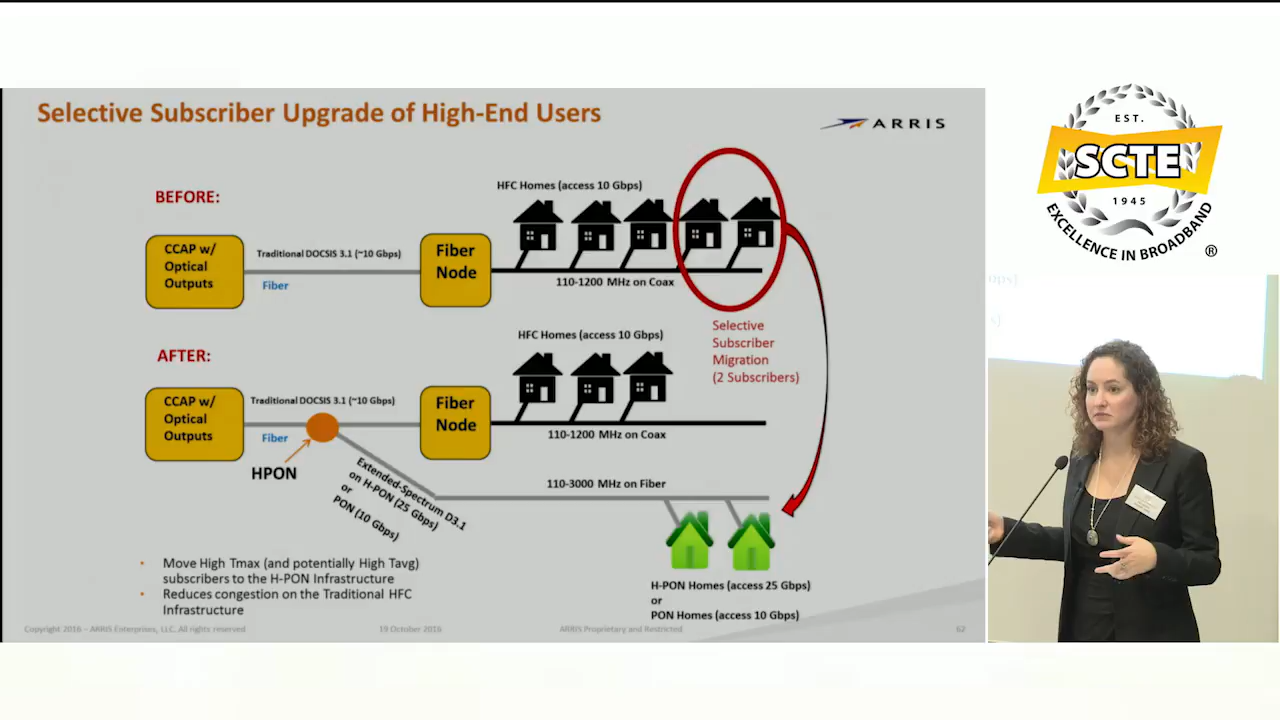 Selective Subscriber Upgrade of High-End Users
ARRIS
BEFORE:
HFC Homes (access 10 Gbps)
CCAP w/
Optical
Outputs
Traditional DOCSIS 3.1 (~10 Gbps)
Fiber
Fiber
Node
110-1200 MHz on Coax
Selective
Subscriber
Migration
(2 Subscribers)
AFTER:
HFC Homes (access 10 Gbps)
CCAP w/
Optical
Outputs
Traditional DOCSIS 3.1 (~10 Gbps)
Fiber
Fiber
Node
110-1200 MHz on Coax
HPON
Extended-Spectrum D3.1
on H-PON (25 Gbps)
or
PON (10 Gbps)
110-3000 MHz on Fiber
H-PON Homes (access 25 Gbps)
or
PON Homes (access 10 Gbps)
• Move High Tmax (and potentially High Tavg)
subscribers to the H-PON Infrastructure
• Reduces congestion on the Traditional HFC
Infrastructure
Copyright 2016 – ARRIS Enterprises, LLC. All rights reserved
19 October 2016
ARRIS Proprietary and Restricted
62
EST.
SCTE
1945
EXCELLENCE IN BROADBAND
®